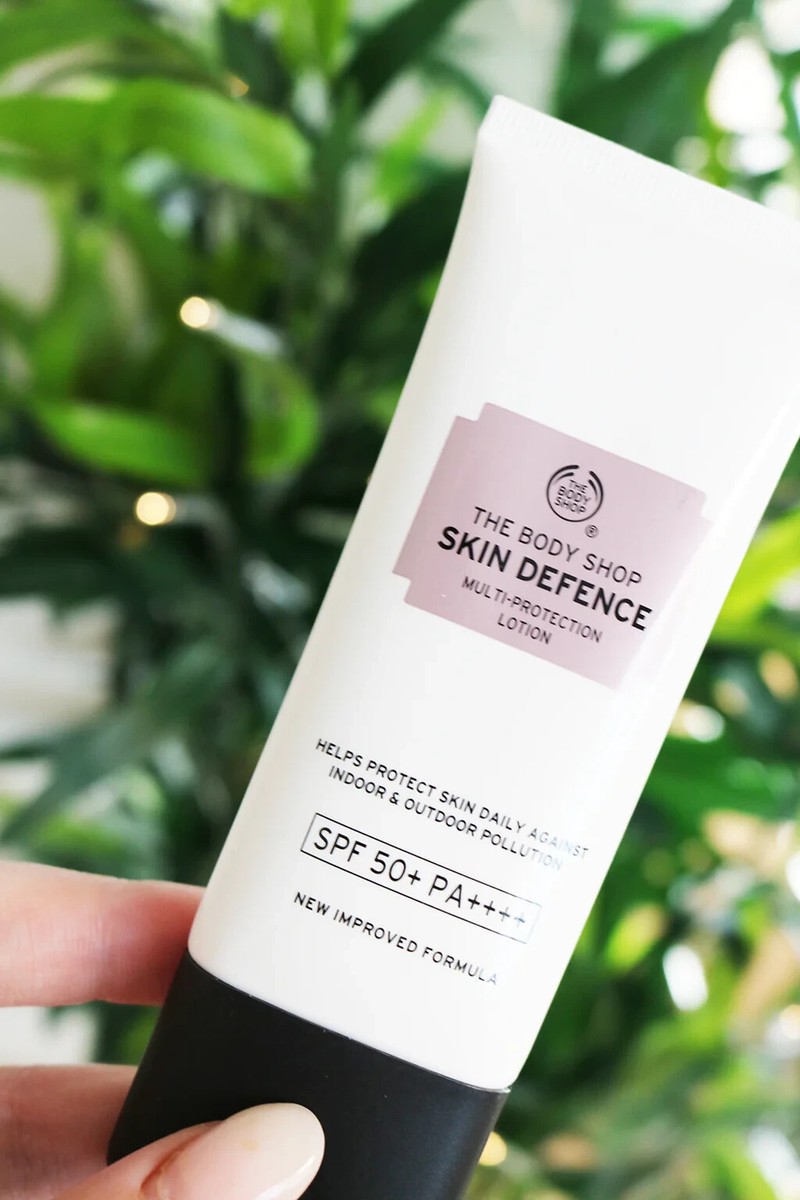 THE
BODY
SHOP
®
THE BODY SHOP
SKIN DEFENCE
MULTI-PROTECTION
LOTION
HELPS PROTECT SKIN DAILY AGAINST
INDOOR & OUTDOOR POLLUTION
SPF 50+ PA++++
NEW IMPROVED FORMULA